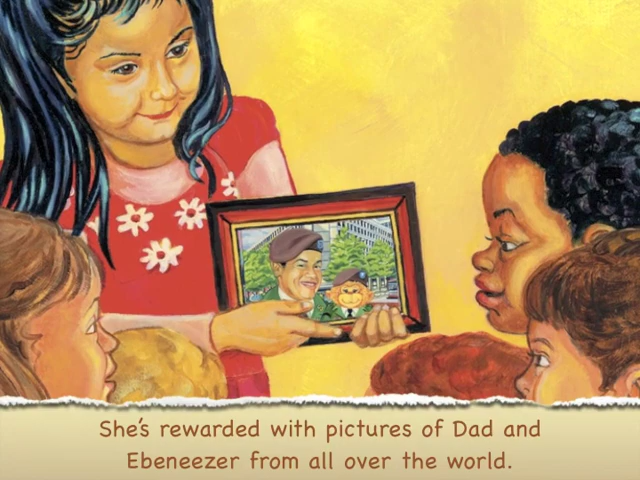 She's rewarded with pictures of Dad and
Ebeneezer from all over the world.